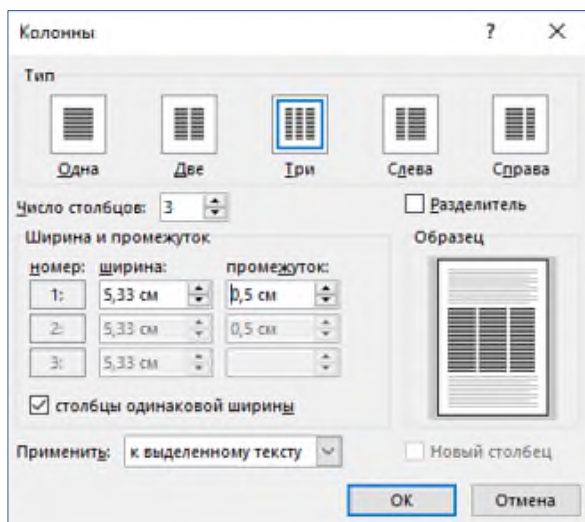 Колонны ?
Тип
Одна Две Три Слева Справа
Число столбцов: 3 Разделитель
Ширина и промежуток Образец
номер: ширина: промежуток:
1: 5,33 см 0,5 см
2: 5,33 см 0,5 см
3: 5,33 см
столбцы одинаковой ширины
Применить: к выделенному тексту Новый столбец
ОК Отмена